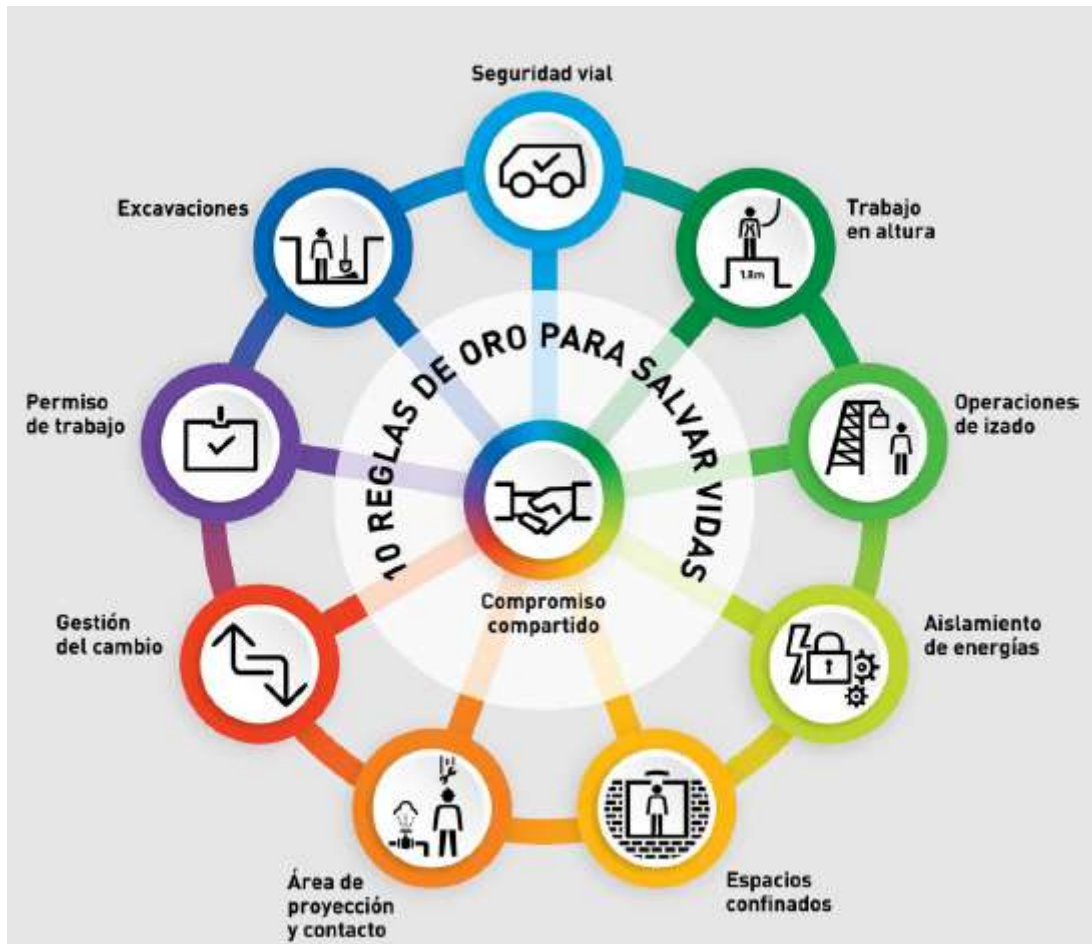 Seguridad vial
Trabajo
en altura
1.8m
Operaciones
de izado
Aislamiento
de energías
Espacios
confinados
Área de
proyección
y contacto
Gestión
del cambio
Permiso
de trabajo
Excavaciones
10 REGLAS DE ORO PARA SALVAR VIDAS
Compromiso
compartido